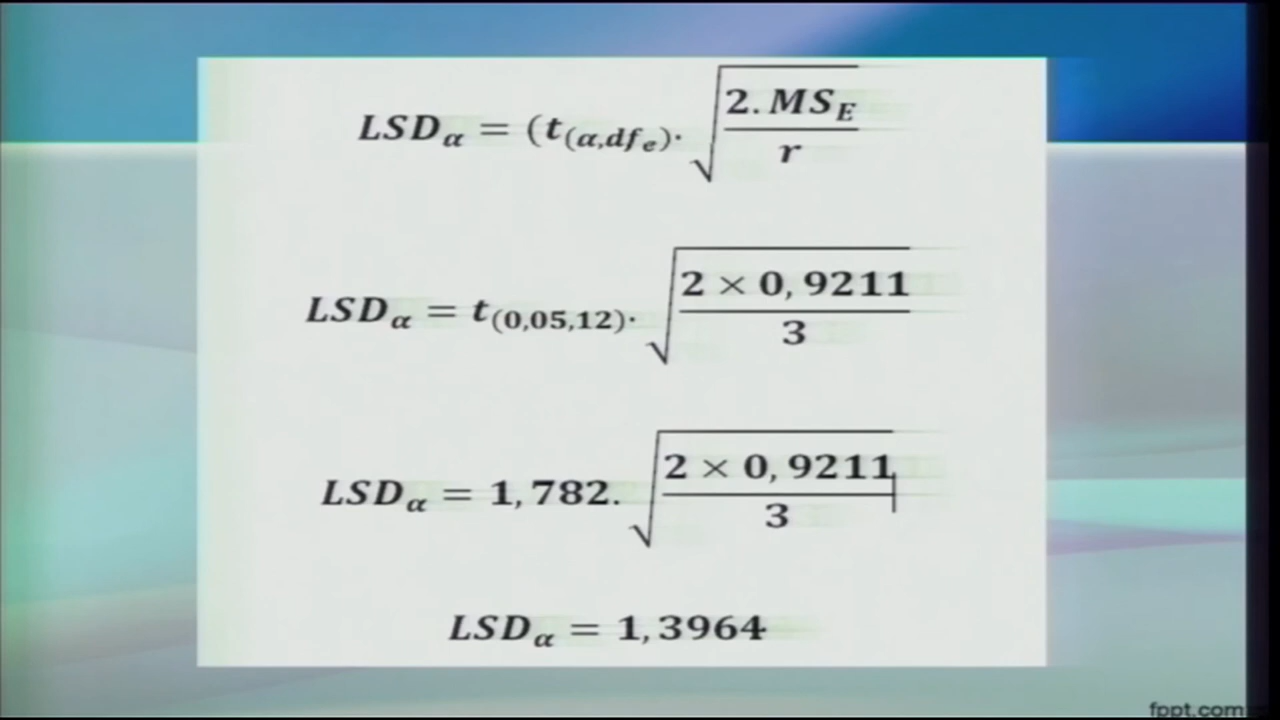 LSD_α = (t_(α,df_e). √(2.MS_E / r)
LSD_α = t_(0,05,12). √(2 × 0,9211 / 3)
LSD_α = 1,782. √(2 × 0,9211 / 3)
LSD_α = 1,3964
fppt.com